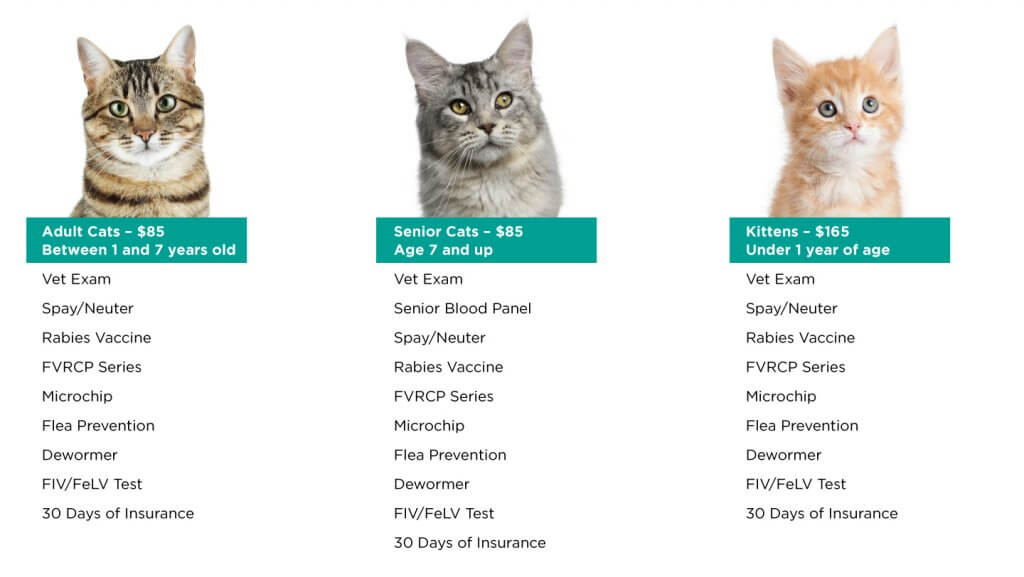 Adult Cats – $85
Between 1 and 7 years old
Vet Exam
Spay/Neuter
Rabies Vaccine
FVRCP Series
Microchip
Flea Prevention
Dewormer
FIV/FeLV Test
30 Days of Insurance
Senior Cats – $85
Age 7 and up
Vet Exam
Senior Blood Panel
Spay/Neuter
Rabies Vaccine
FVRCP Series
Microchip
Flea Prevention
Dewormer
FIV/FeLV Test
30 Days of Insurance
Kittens – $165
Under 1 year of age
Vet Exam
Spay/Neuter
Rabies Vaccine
FVRCP Series
Microchip
Flea Prevention
Dewormer
FIV/FeLV Test
30 Days of Insurance